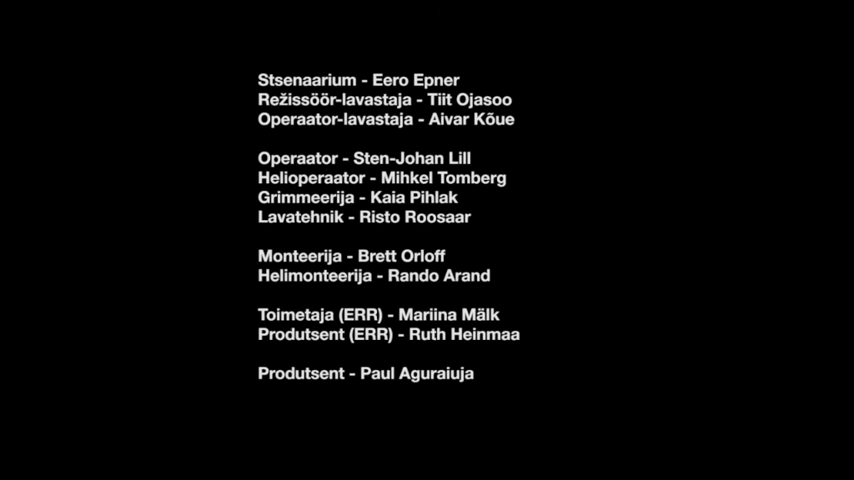 Stsenaarium - Eero Epner
Režissöör-lavastaja - Tiit Ojasoo
Operaator-lavastaja - Aivar Kõue
Operaator - Sten-Johan Lill
Helioperaator - Mihkel Tomberg
Grimmeerija - Kaia Pihlak
Lavatehnik - Risto Roosaar
Monteerija - Brett Orloff
Helimonteerija - Rando Arand
Toimetaja (ERR) - Mariina Mälk
Produtsent (ERR) - Ruth Heinmaa
Produtsent - Paul Aguraiuja